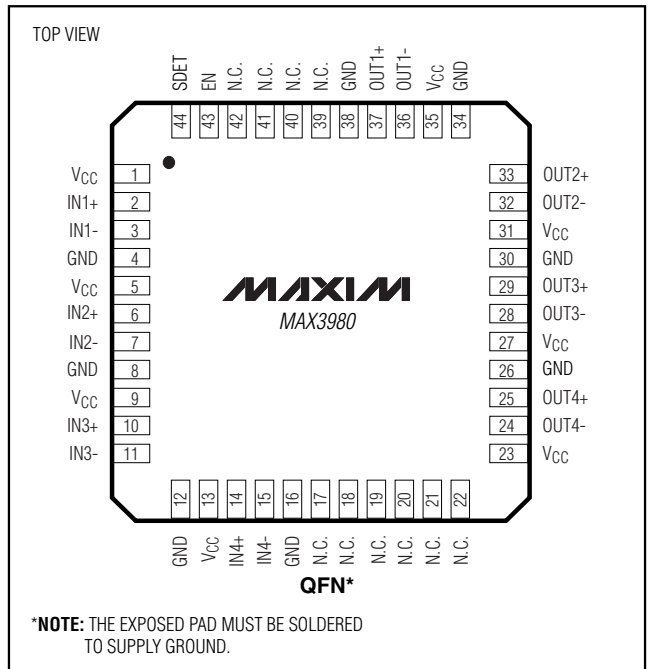 TOP VIEW
SDET
EN
N.C.
N.C.
N.C.
N.C.
GND
OUT1+
OUT1-
VCC
GND
44
43
42
41
40
39
38
37
36
35
34
VCC 1
IN1+ 2
IN1- 3
GND 4
VCC 5
IN2+ 6
IN2- 7
GND 8
VCC 9
IN3+ 10
IN3- 11
MAXIM
MAX3980
33 OUT2+
32 OUT2-
31 VCC
30 GND
29 OUT3+
28 OUT3-
27 VCC
26 GND
25 OUT4+
24 OUT4-
23 VCC
12
13
14
15
16
17
18
19
20
21
22
GND
VCC
IN4+
IN4-
GND
N.C.
N.C.
N.C.
N.C.
N.C.
N.C.
QFN*
*NOTE: THE EXPOSED PAD MUST BE SOLDERED
TO SUPPLY GROUND.